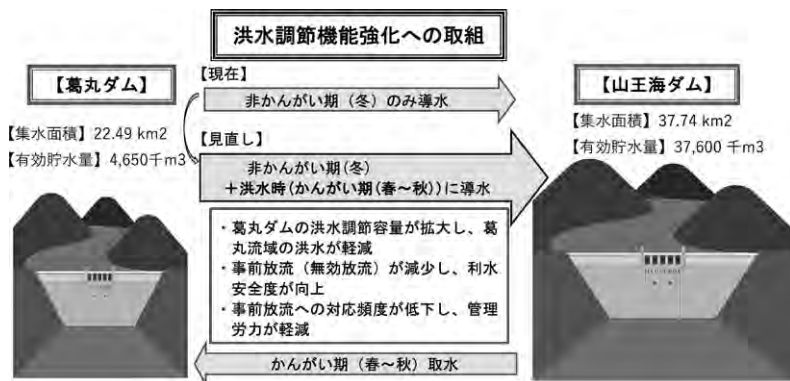 洪水調節機能強化への取組
【葛丸ダム】
【集水面積】22.49 km2
【有効貯水量】4,650千m3
【現在】
非かんがい期（冬）のみ導水
【見直し】
非かんがい期(冬)
＋洪水時(かんがい期(春～秋))に導水
・葛丸ダムの洪水調節容量が拡大し、葛
丸流域の洪水が軽減
・事前放流（無効放流）が減少し、利水
安全度が向上
・事前放流への対応頻度が低下し、管理
労力が軽減
かんがい期（春～秋）取水
【山王海ダム】
【集水面積】37.74 km2
【有効貯水量】37,600 千m3